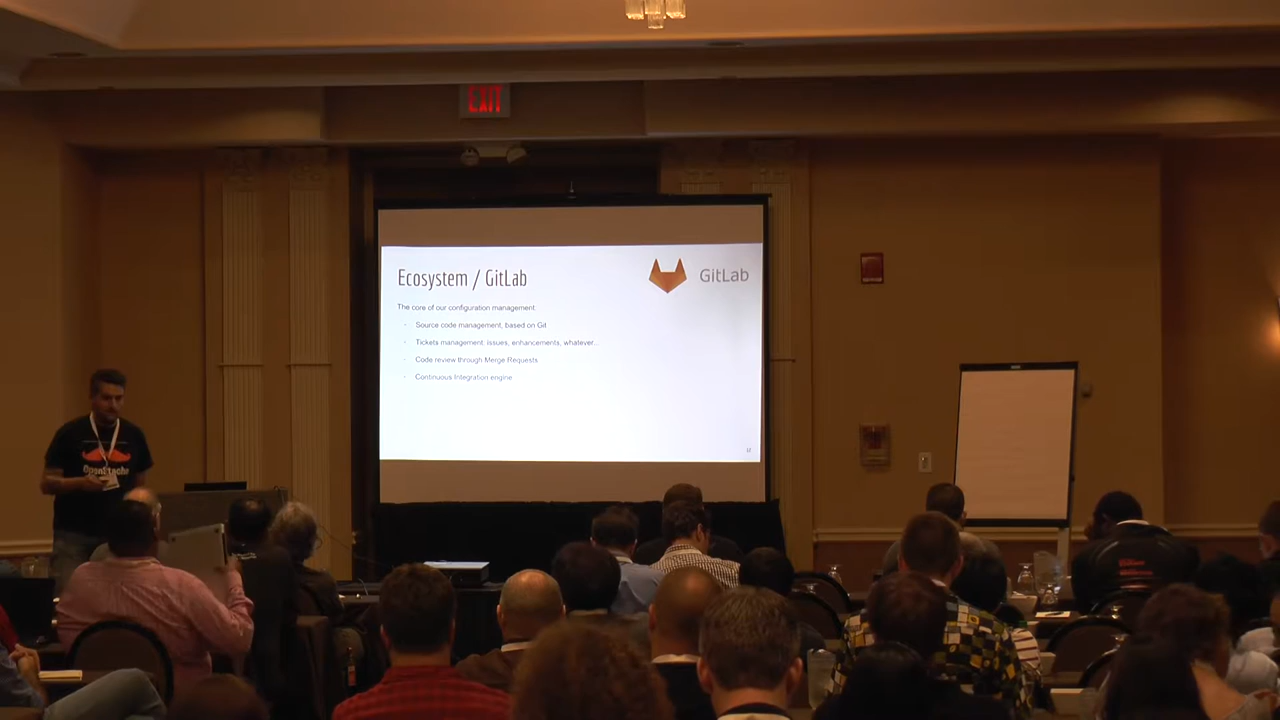 EXIT
Ecosystem / GitLab
GitLab
The core of our configuration management
- Source code management, based on Git
- Tickets management, issues, enhancements, whatever...
- Code review through Merge Requests
- Continuous Integration engine
12